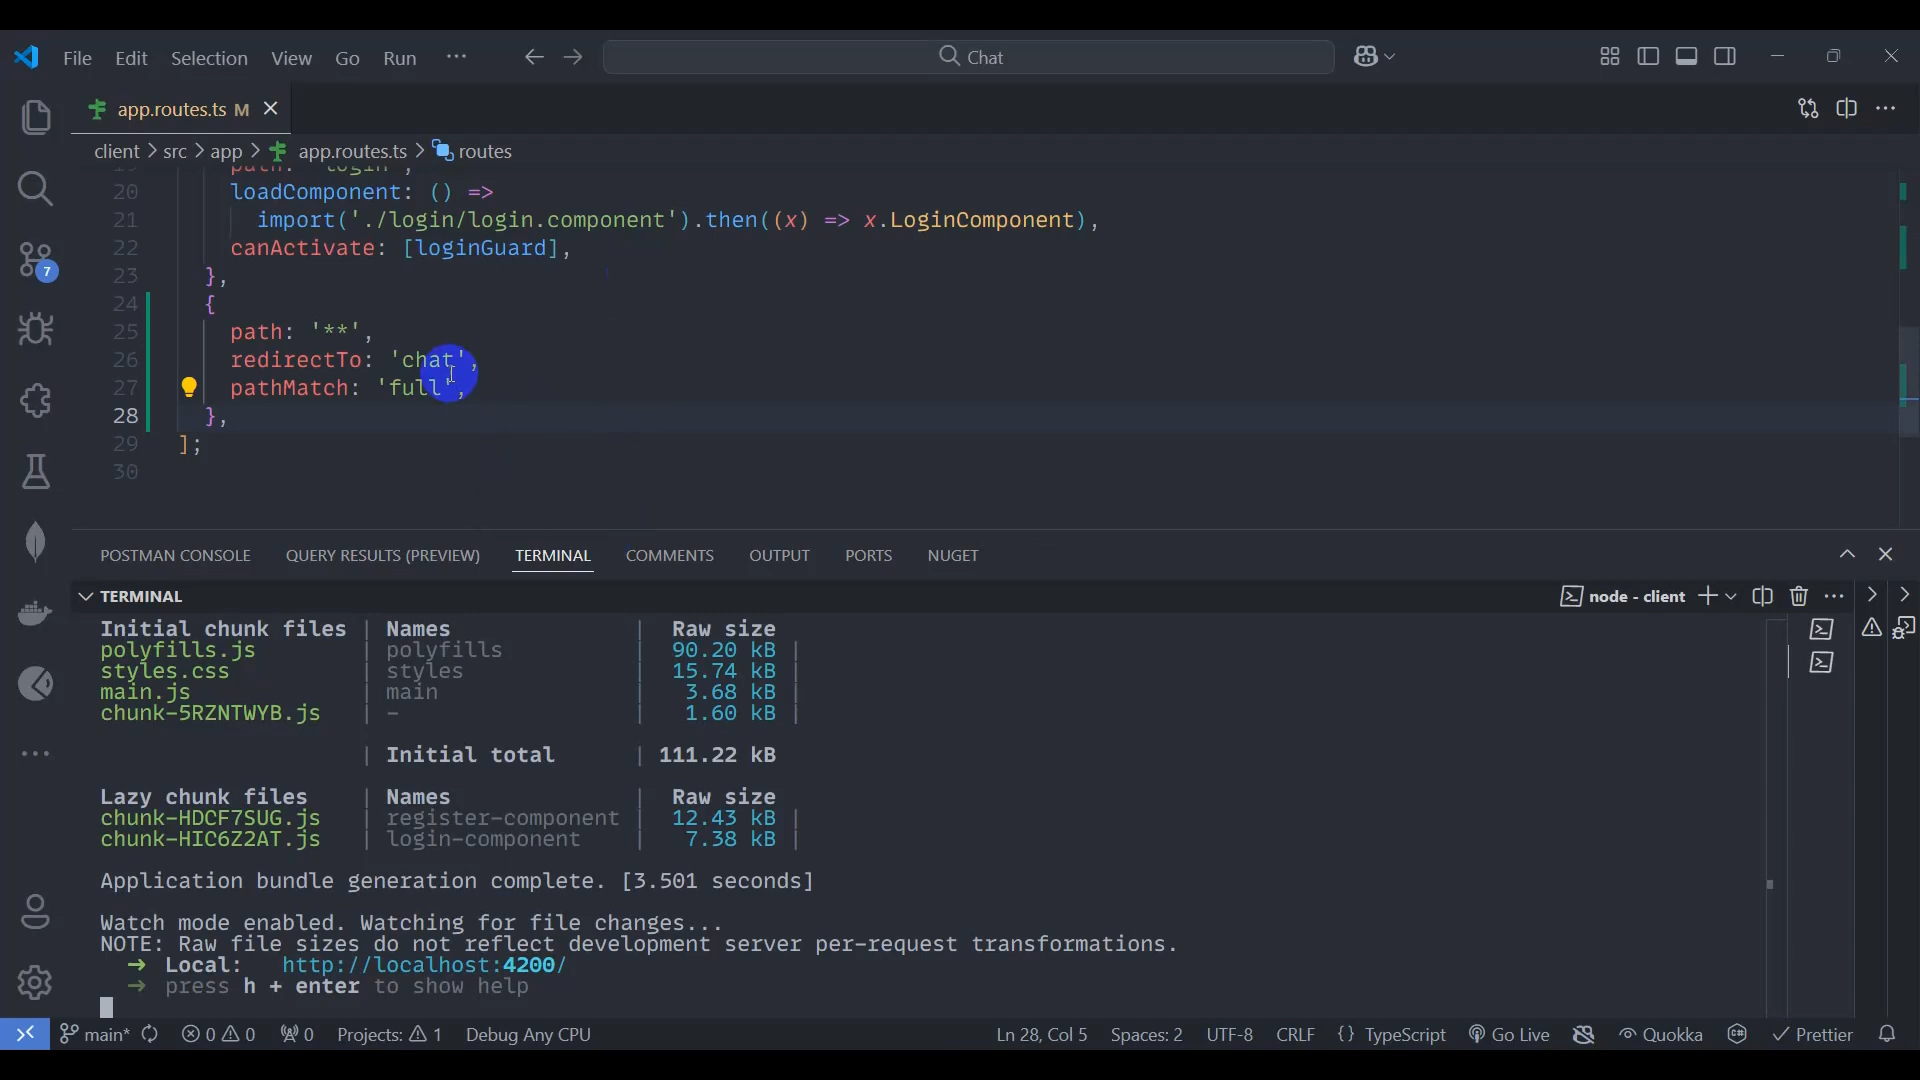 File Edit Selection View Go Run ···
Chat
app.routes.ts M
client > src > app > app.routes.ts > routes
19 path: 'login',
20 loadComponent: () =>
21 import('./login/login.component').then((x) => x.LoginComponent),
22 canActivate: [loginGuard],
23 },
24 {
25 path: '**',
26 redirectTo: 'chat',
27 pathMatch: 'full',
28 },
29 ];
30
7
POSTMAN CONSOLE QUERY RESULTS (PREVIEW) TERMINAL COMMENTS OUTPUT PORTS NUGET
TERMINAL
node - client
Initial chunk files | Names | Raw size
polyfills.js | polyfills | 90.20 kB |
styles.css | styles | 15.74 kB |
main.js | main | 3.68 kB |
chunk-5RZNTWYB.js | - | 1.60 kB |
| Initial total | 111.22 kB
Lazy chunk files | Names | Raw size
chunk-HDCF7SUG.js | register-component | 12.43 kB |
chunk-HIC6Z2AT.js | login-component | 7.38 kB |
Application bundle generation complete. [3.501 seconds]
Watch mode enabled. Watching for file changes...
NOTE: Raw file sizes do not reflect development server per-request transformations.
➜ Local: http://localhost:4200/
➜ press h + enter to show help
main* 0 0 0 Projects: 1 Debug Any CPU Ln 28, Col 5 Spaces: 2 UTF-8 CRLF {} TypeScript Go Live Quokka Prettier